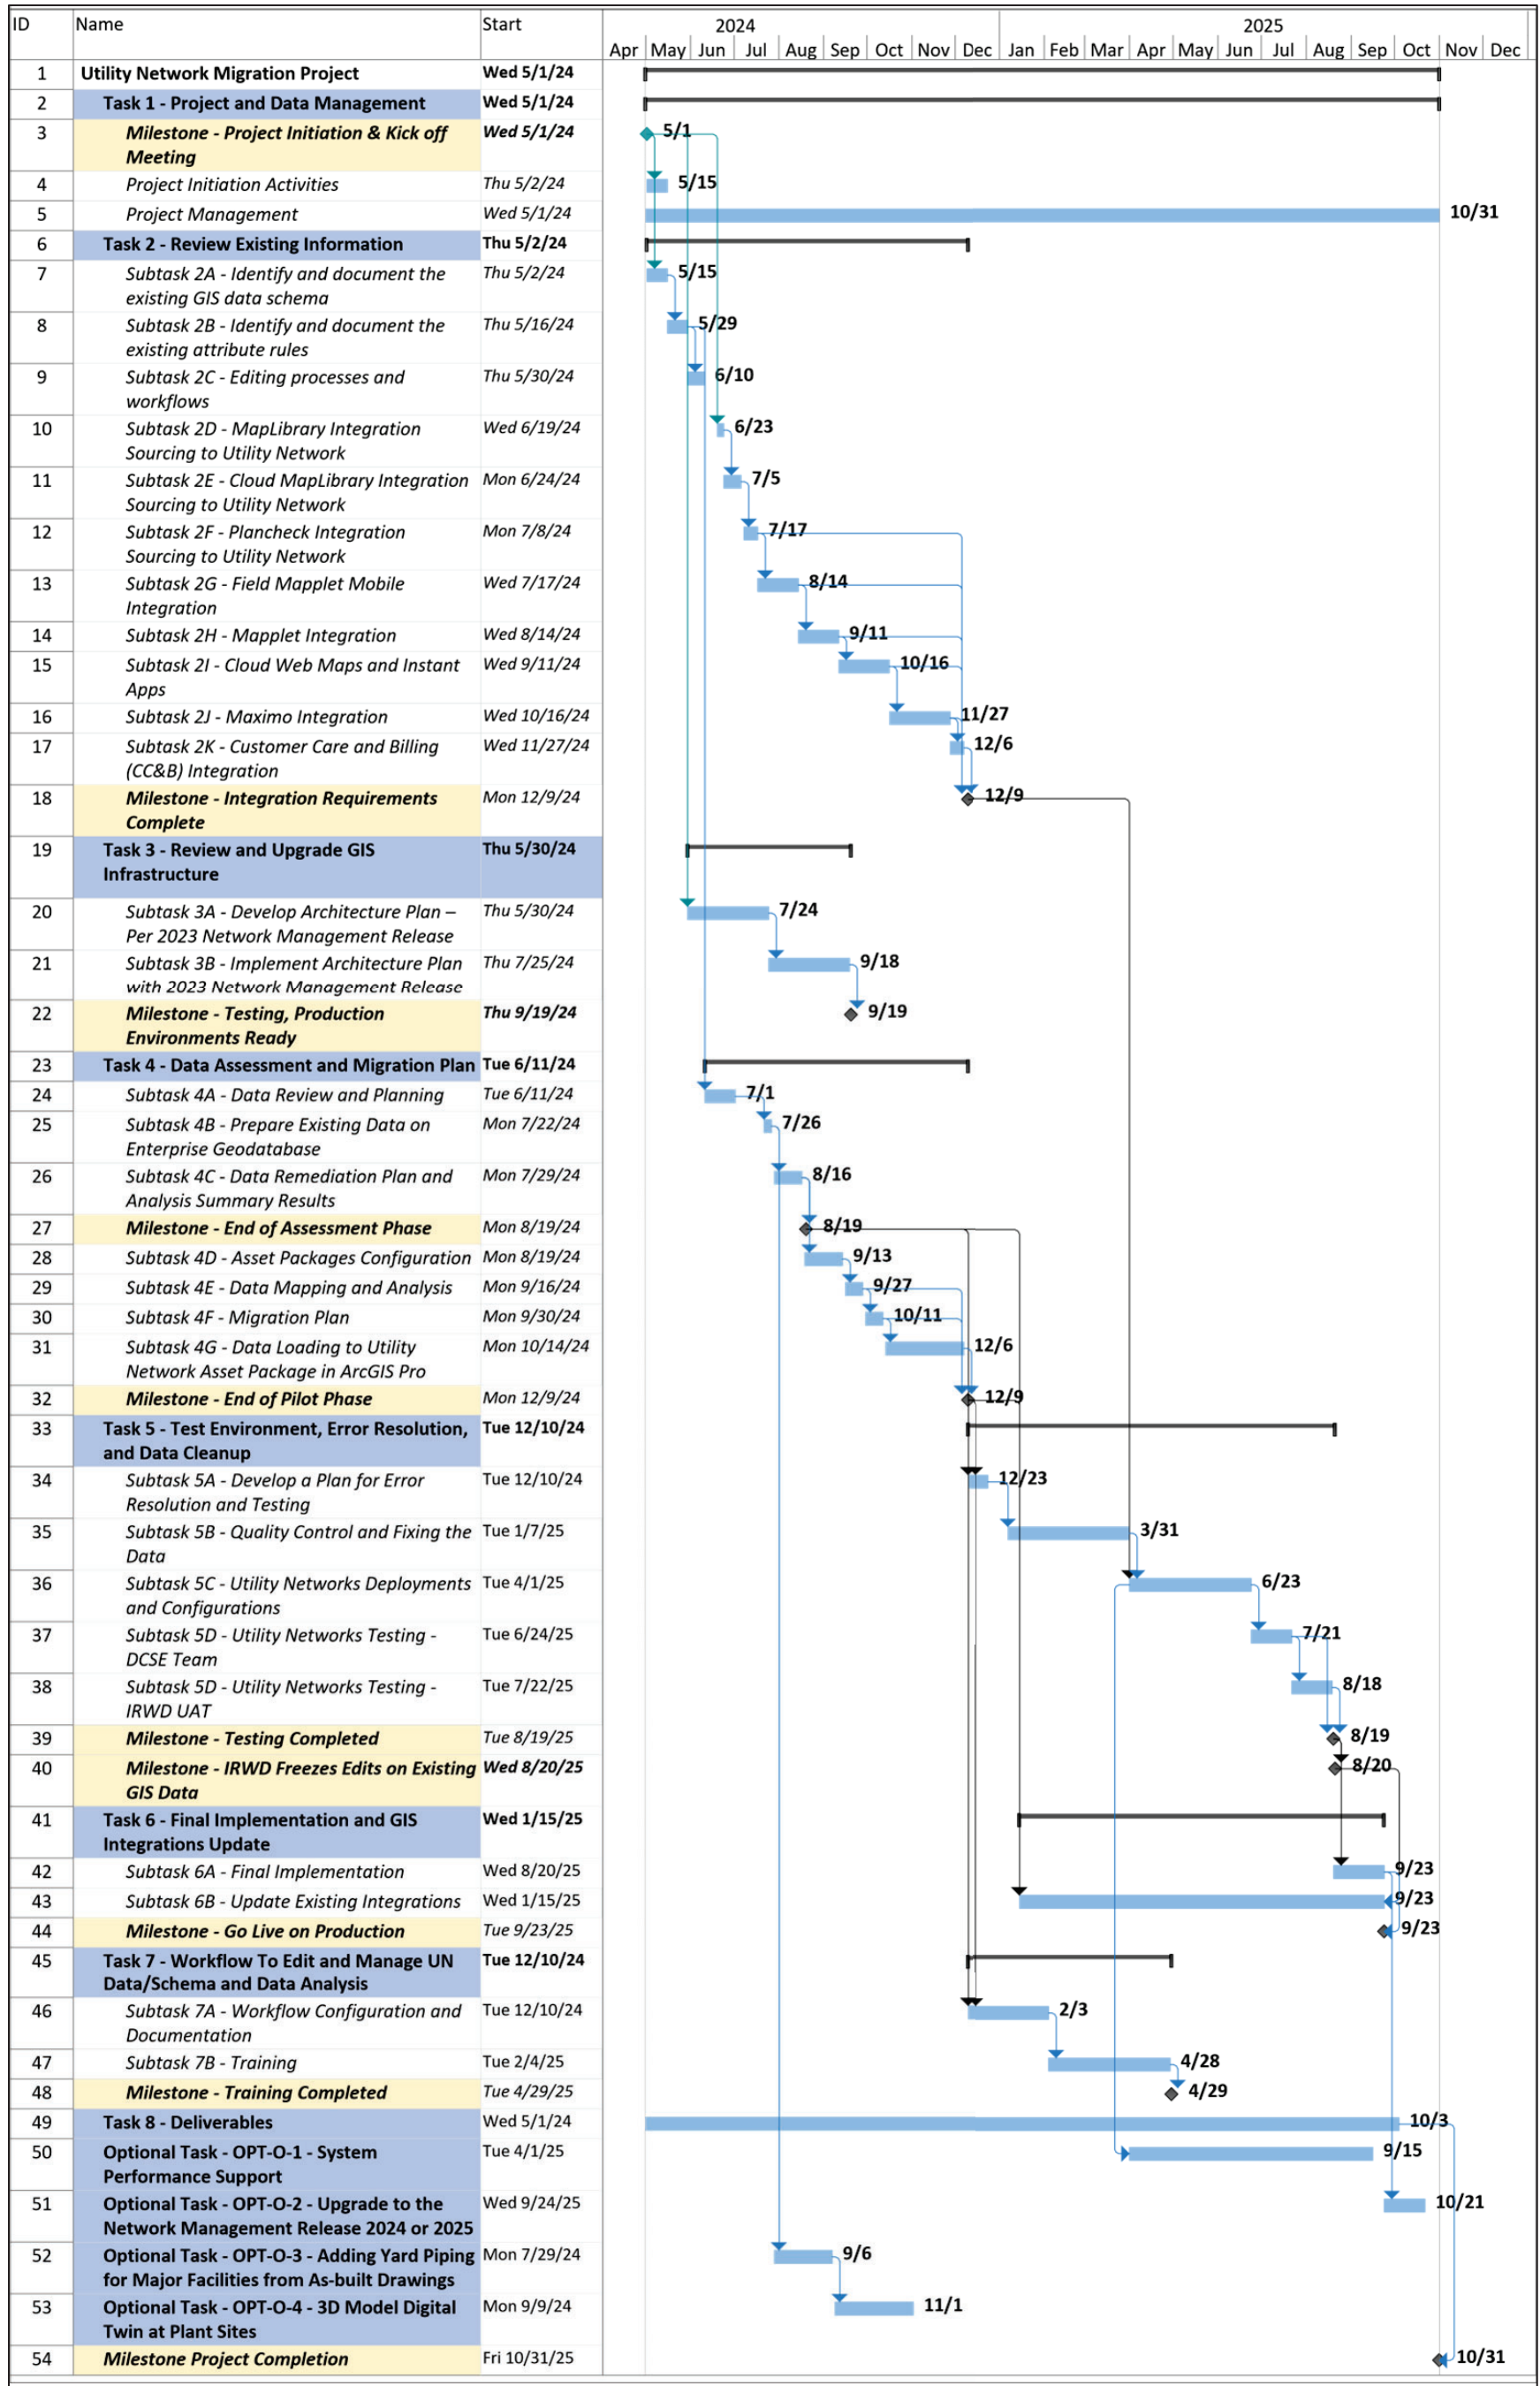 ID Name Start 2024 2025
Apr May Jun Jul Aug Sep Oct Nov Dec Jan Feb Mar Apr May Jun Jul Aug Sep Oct Nov Dec
1 Utility Network Migration Project Wed 5/1/24
2 Task 1 - Project and Data Management Wed 5/1/24
3 Milestone - Project Initiation & Kick off Wed 5/1/24 5/1
Meeting
4 Project Initiation Activities Thu 5/2/24 5/15
5 Project Management Wed 5/1/24 10/31
6 Task 2 - Review Existing Information Thu 5/2/24
7 Subtask 2A - Identify and document the Thu 5/2/24 5/15
existing GIS data schema
8 Subtask 2B - Identify and document the Thu 5/16/24 5/29
existing attribute rules
9 Subtask 2C - Editing processes and Thu 5/30/24 6/10
workflows
10 Subtask 2D - MapLibrary Integration Wed 6/19/24 6/23
Sourcing to Utility Network
11 Subtask 2E - Cloud MapLibrary Integration Mon 6/24/24 7/5
Sourcing to Utility Network
12 Subtask 2F - Plancheck Integration Mon 7/8/24 7/17
Sourcing to Utility Network
13 Subtask 2G - Field Mapplet Mobile Wed 7/17/24 8/14
Integration
14 Subtask 2H - Mapplet Integration Wed 8/14/24 9/11
15 Subtask 2I - Cloud Web Maps and Instant Wed 9/11/24 10/16
Apps
16 Subtask 2J - Maximo Integration Wed 10/16/24 11/27
17 Subtask 2K - Customer Care and Billing Wed 11/27/24 12/6
(CC&B) Integration
18 Milestone - Integration Requirements Mon 12/9/24 12/9
Complete
19 Task 3 - Review and Upgrade GIS Thu 5/30/24
Infrastructure
20 Subtask 3A - Develop Architecture Plan – Thu 5/30/24 7/24
Per 2023 Network Management Release
21 Subtask 3B - Implement Architecture Plan Thu 7/25/24 9/18
with 2023 Network Management Release
22 Milestone - Testing, Production Thu 9/19/24 9/19
Environments Ready
23 Task 4 - Data Assessment and Migration Plan Tue 6/11/24
24 Subtask 4A - Data Review and Planning Tue 6/11/24 7/1
25 Subtask 4B - Prepare Existing Data on Mon 7/22/24 7/26
Enterprise Geodatabase
26 Subtask 4C - Data Remediation Plan and Mon 7/29/24 8/16
Analysis Summary Results
27 Milestone - End of Assessment Phase Mon 8/19/24 8/19
28 Subtask 4D - Asset Packages Configuration Mon 8/19/24 9/13
29 Subtask 4E - Data Mapping and Analysis Mon 9/16/24 9/27
30 Subtask 4F - Migration Plan Mon 9/30/24 10/11
31 Subtask 4G - Data Loading to Utility Mon 10/14/24 12/6
Network Asset Package in ArcGIS Pro
32 Milestone - End of Pilot Phase Mon 12/9/24 12/9
33 Task 5 - Test Environment, Error Resolution, Tue 12/10/24
and Data Cleanup
34 Subtask 5A - Develop a Plan for Error Tue 12/10/24 12/23
Resolution and Testing
35 Subtask 5B - Quality Control and Fixing the Tue 1/7/25 3/31
Data
36 Subtask 5C - Utility Networks Deployments Tue 4/1/25 6/23
and Configurations
37 Subtask 5D - Utility Networks Testing - Tue 6/24/25 7/21
DCSE Team
38 Subtask 5D - Utility Networks Testing - Tue 7/22/25 8/18
IRWD UAT
39 Milestone - Testing Completed Tue 8/19/25 8/19
40 Milestone - IRWD Freezes Edits on Existing Wed 8/20/25 8/20
GIS Data
41 Task 6 - Final Implementation and GIS Wed 1/15/25
Integrations Update
42 Subtask 6A - Final Implementation Wed 8/20/25 9/23
43 Subtask 6B - Update Existing Integrations Wed 1/15/25 9/23
44 Milestone - Go Live on Production Tue 9/23/25 9/23
45 Task 7 - Workflow To Edit and Manage UN Tue 12/10/24
Data/Schema and Data Analysis
46 Subtask 7A - Workflow Configuration and Tue 12/10/24 2/3
Documentation
47 Subtask 7B - Training Tue 2/4/25 4/28
48 Milestone - Training Completed Tue 4/29/25 4/29
49 Task 8 - Deliverables Wed 5/1/24 10/3
50 Optional Task - OPT-O-1 - System Tue 4/1/25 9/15
Performance Support
51 Optional Task - OPT-O-2 - Upgrade to the Wed 9/24/25 10/21
Network Management Release 2024 or 2025
52 Optional Task - OPT-O-3 - Adding Yard Piping Mon 7/29/24 9/6
for Major Facilities from As-built Drawings
53 Optional Task - OPT-O-4 - 3D Model Digital Mon 9/9/24 11/1
Twin at Plant Sites
54 Milestone Project Completion Fri 10/31/25 10/31